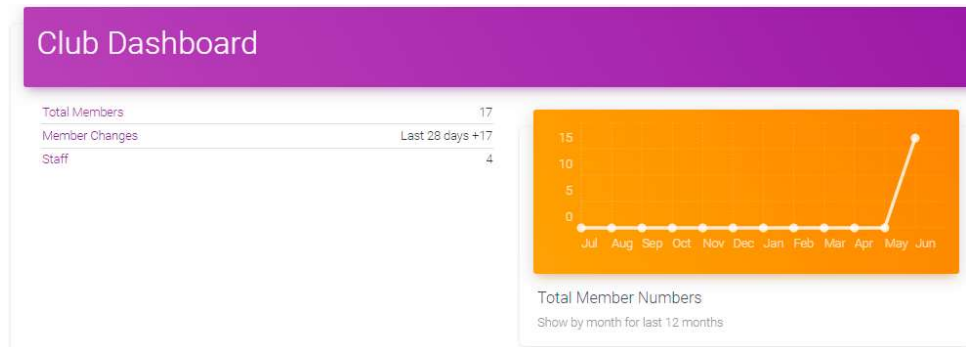 Club Dashboard
Total Members 17
Member Changes Last 28 days +17
Staff 4
15
10
5
0
Jul Aug Sep Oct Nov Dec Jan Feb Mar Apr May Jun
Total Member Numbers
Show by month for last 12 months